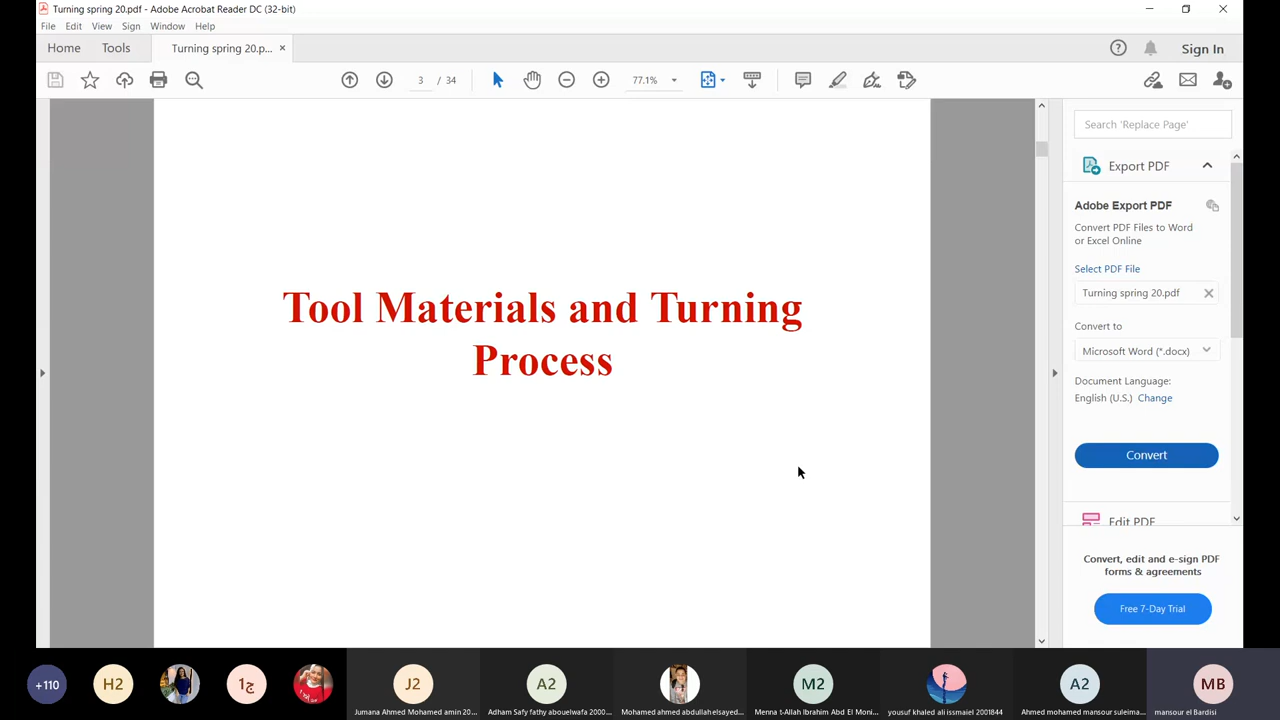 Turning spring 20.pdf - Adobe Acrobat Reader DC (32-bit)
File Edit View Sign Window Help
Home Tools Turning spring 20.p... ×
Sign In
3 / 34 77.1%
Search 'Replace Page'
Export PDF
Adobe Export PDF
Convert PDF Files to Word
or Excel Online
Select PDF File
Turning spring 20.pdf
Convert to
Microsoft Word (*.docx)
Document Language:
English (U.S.) Change
Convert
Edit PDF
Convert, edit and e-sign PDF
forms & agreements
Free 7-Day Trial
Tool Materials and Turning
Process
+110 H2 ج1 J2 A2 M2 A2 MB
Jumana Ahmed Mohamed amin 20...
Adham Safy fathy abouelwafa 2000...
Mohamed ahmed abdullah elsayed...
Menna t-Allah Ibrahim Abd El Moni...
yousuf khaled ali issmaiel 2001844
Ahmed mohamed mansour suleima...
mansour el Bardisi